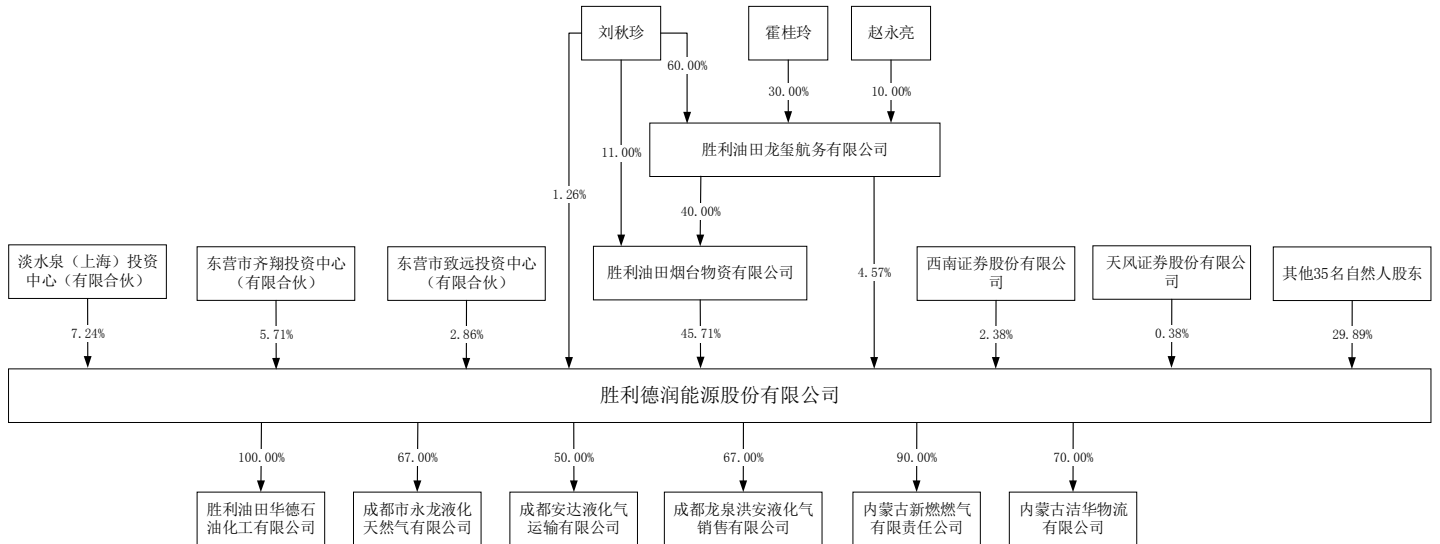 刘秋珍
霍桂玲
赵永亮
60.00%
30.00%
10.00%
胜利油田龙玺航务有限公司
11.00%
1.26%
40.00%
淡水泉（上海）投资
中心（有限合伙）
东营市齐翔投资中心
（有限合伙）
东营市致远投资中心
（有限合伙）
胜利油田烟台物资有限公司
4.57%
西南证券股份有限公
司
天风证券股份有限公
司
其他35名自然人股东
7.24%
5.71%
2.86%
45.71%
2.38%
0.38%
29.89%
胜利德润能源股份有限公司
100.00%
67.00%
50.00%
67.00%
90.00%
70.00%
胜利油田华德石
油化工有限公司
成都市永龙液化
天然气有限公司
成都安达液化气
运输有限公司
成都龙泉洪安液化气
销售有限公司
内蒙古新燃燃气
有限责任公司
内蒙古洁华物流
有限公司